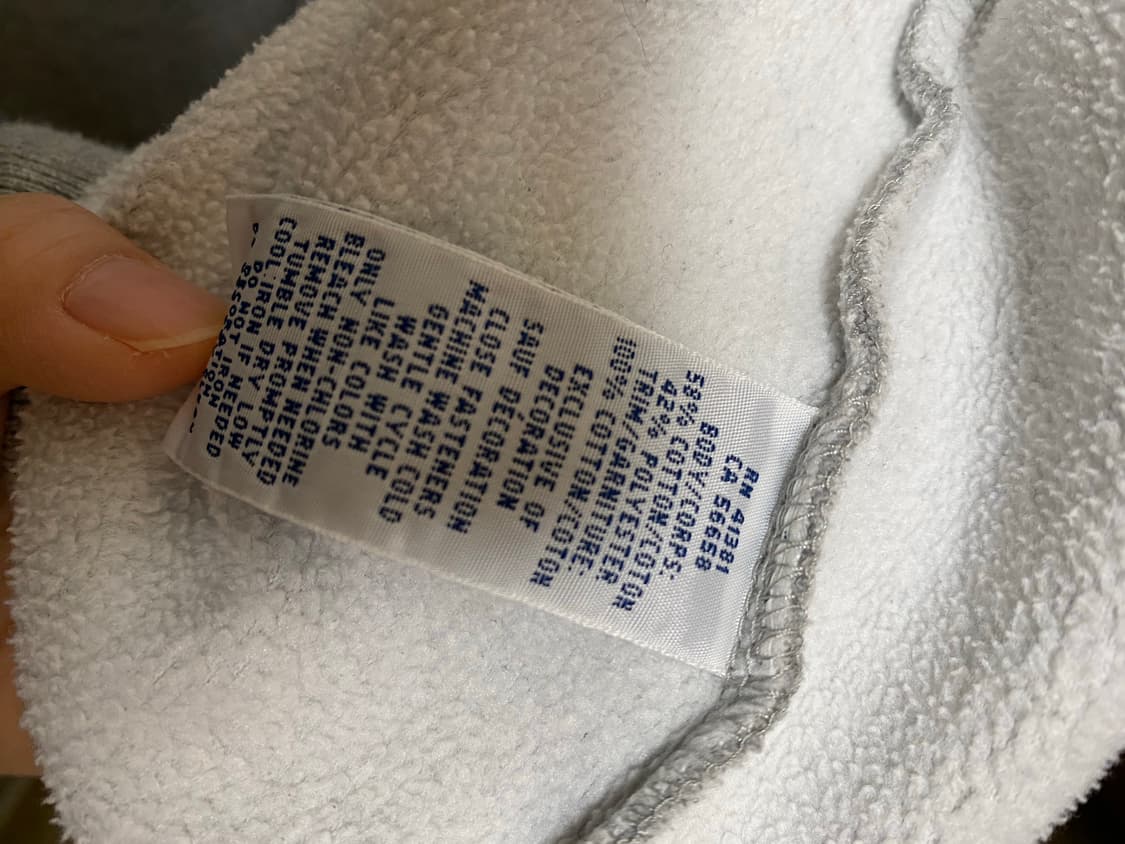 RN 41381
CA 56658
BODY/CORPS:
58% COTTON/COTON
42% POLYESTER
TRIM/GARNITURE:
100% COTTON/COTON
EXCLUSIVE OF
DECORATION
SAUF DÉCORATION
CLOSE FASTENERS
MACHINE WASH COLD
GENTLE CYCLE
WASH WITH
LIKE COLORS
ONLY NON-CHLORINE
BLEACH WHEN NEEDED
REMOVE PROMPTLY
TUMBLE DRY LOW
COOL IRON IF NEEDED
DO NOT IRON